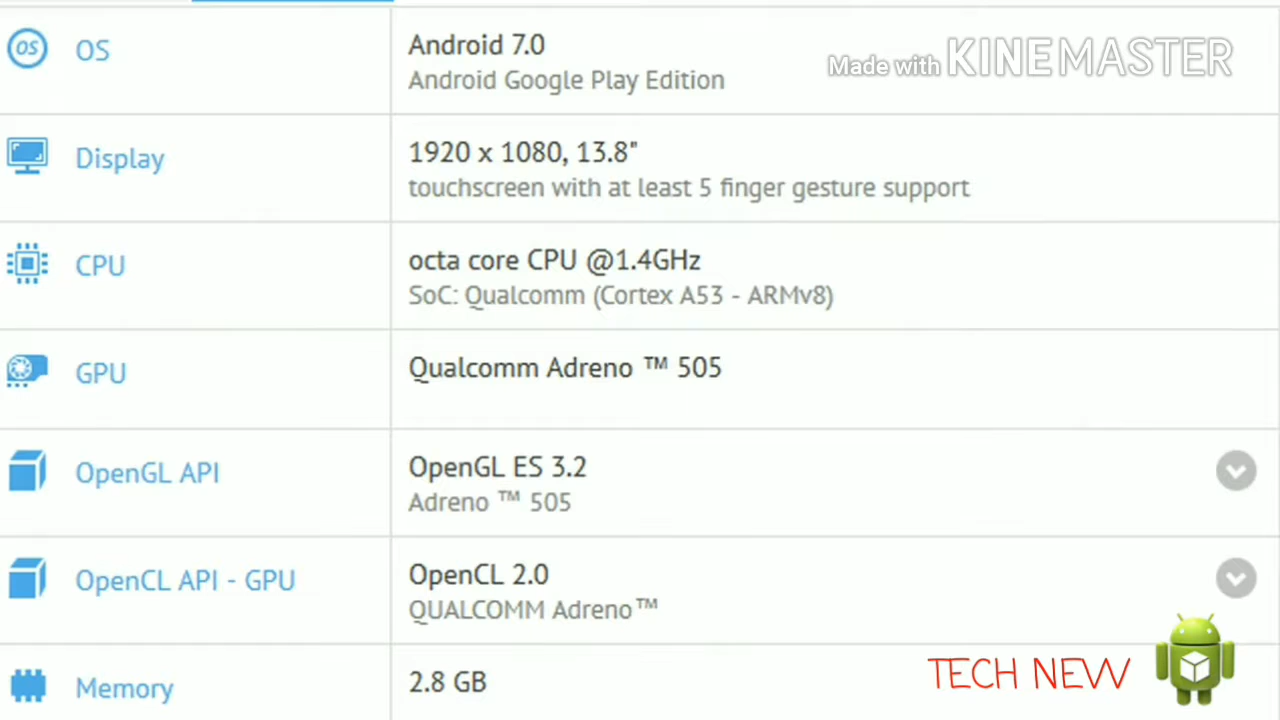 OS
Android 7.0
Android Google Play Edition
Made with KINEMASTER
Display
1920 x 1080, 13.8"
touchscreen with at least 5 finger gesture support
CPU
octa core CPU @1.4GHz
SoC: Qualcomm (Cortex A53 - ARMv8)
GPU
Qualcomm Adreno ™ 505
OpenGL API
OpenGL ES 3.2
Adreno ™ 505
OpenCL API - GPU
OpenCL 2.0
QUALCOMM Adreno™
Memory
2.8 GB
TECH NEW